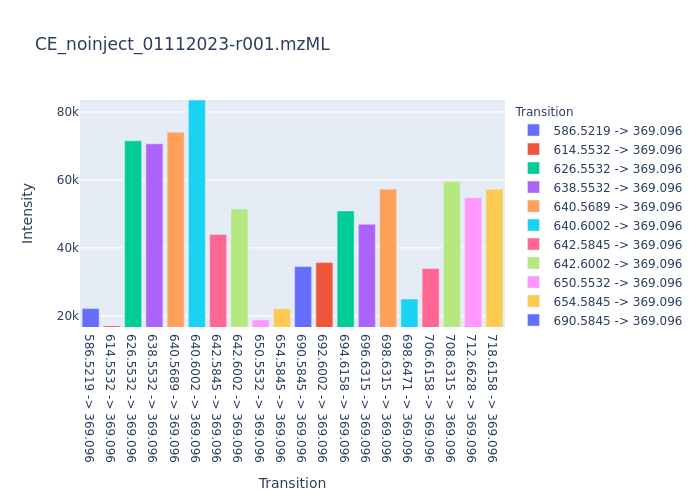 CE_noinject_01112023-r001.mzML
80k
60k
40k
20k
Intensity
586.5219 -> 369.096
614.5532 -> 369.096
626.5532 -> 369.096
638.5532 -> 369.096
640.5689 -> 369.096
640.6002 -> 369.096
642.5845 -> 369.096
642.6002 -> 369.096
650.5532 -> 369.096
654.5845 -> 369.096
690.5845 -> 369.096
692.6002 -> 369.096
694.6158 -> 369.096
696.6315 -> 369.096
698.6315 -> 369.096
698.6471 -> 369.096
706.6158 -> 369.096
708.6315 -> 369.096
712.6628 -> 369.096
718.6158 -> 369.096
Transition
Transition
586.5219 -> 369.096
614.5532 -> 369.096
626.5532 -> 369.096
638.5532 -> 369.096
640.5689 -> 369.096
640.6002 -> 369.096
642.5845 -> 369.096
642.6002 -> 369.096
650.5532 -> 369.096
654.5845 -> 369.096
690.5845 -> 369.096